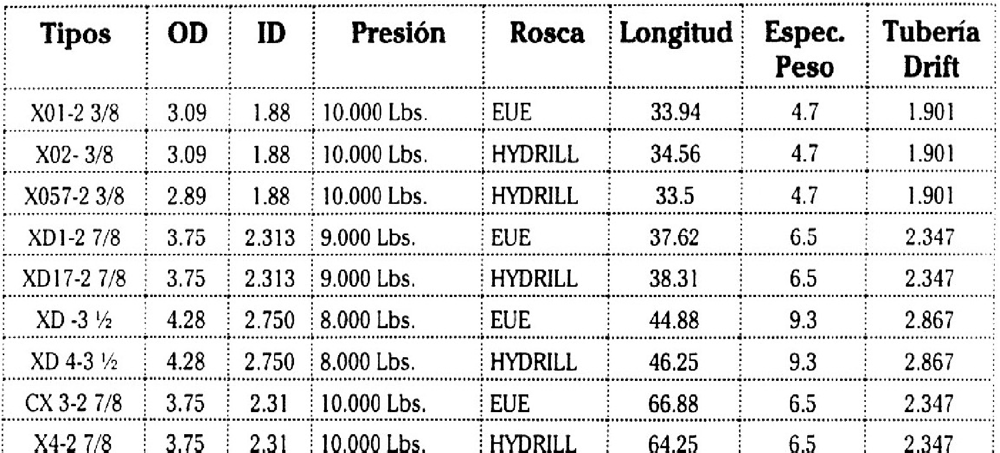 Tipos OD ID Presión Rosca Longitud Espec. Tubería
Peso Drift
X01-2 3/8 3.09 1.88 10.000 Lbs. EUE 33.94 4.7 1.901
X02- 3/8 3.09 1.88 10.000 Lbs. HYDRILL 34.56 4.7 1.901
X057-2 3/8 2.89 1.88 10.000 Lbs. HYDRILL 33.5 4.7 1.901
XD1-2 7/8 3.75 2.313 9.000 Lbs. EUE 37.62 6.5 2.347
XD17-2 7/8 3.75 2.313 9.000 Lbs. HYDRILL 38.31 6.5 2.347
XD -3 ½ 4.28 2.750 8.000 Lbs. EUE 44.88 9.3 2.867
XD 4-3 ½ 4.28 2.750 8.000 Lbs. HYDRILL 46.25 9.3 2.867
CX 3-2 7/8 3.75 2.31 10.000 Lbs. EUE 66.88 6.5 2.347
X4-2 7/8 3.75 2.31 10.000 Lbs. HYDRILL 64.25 6.5 2.347